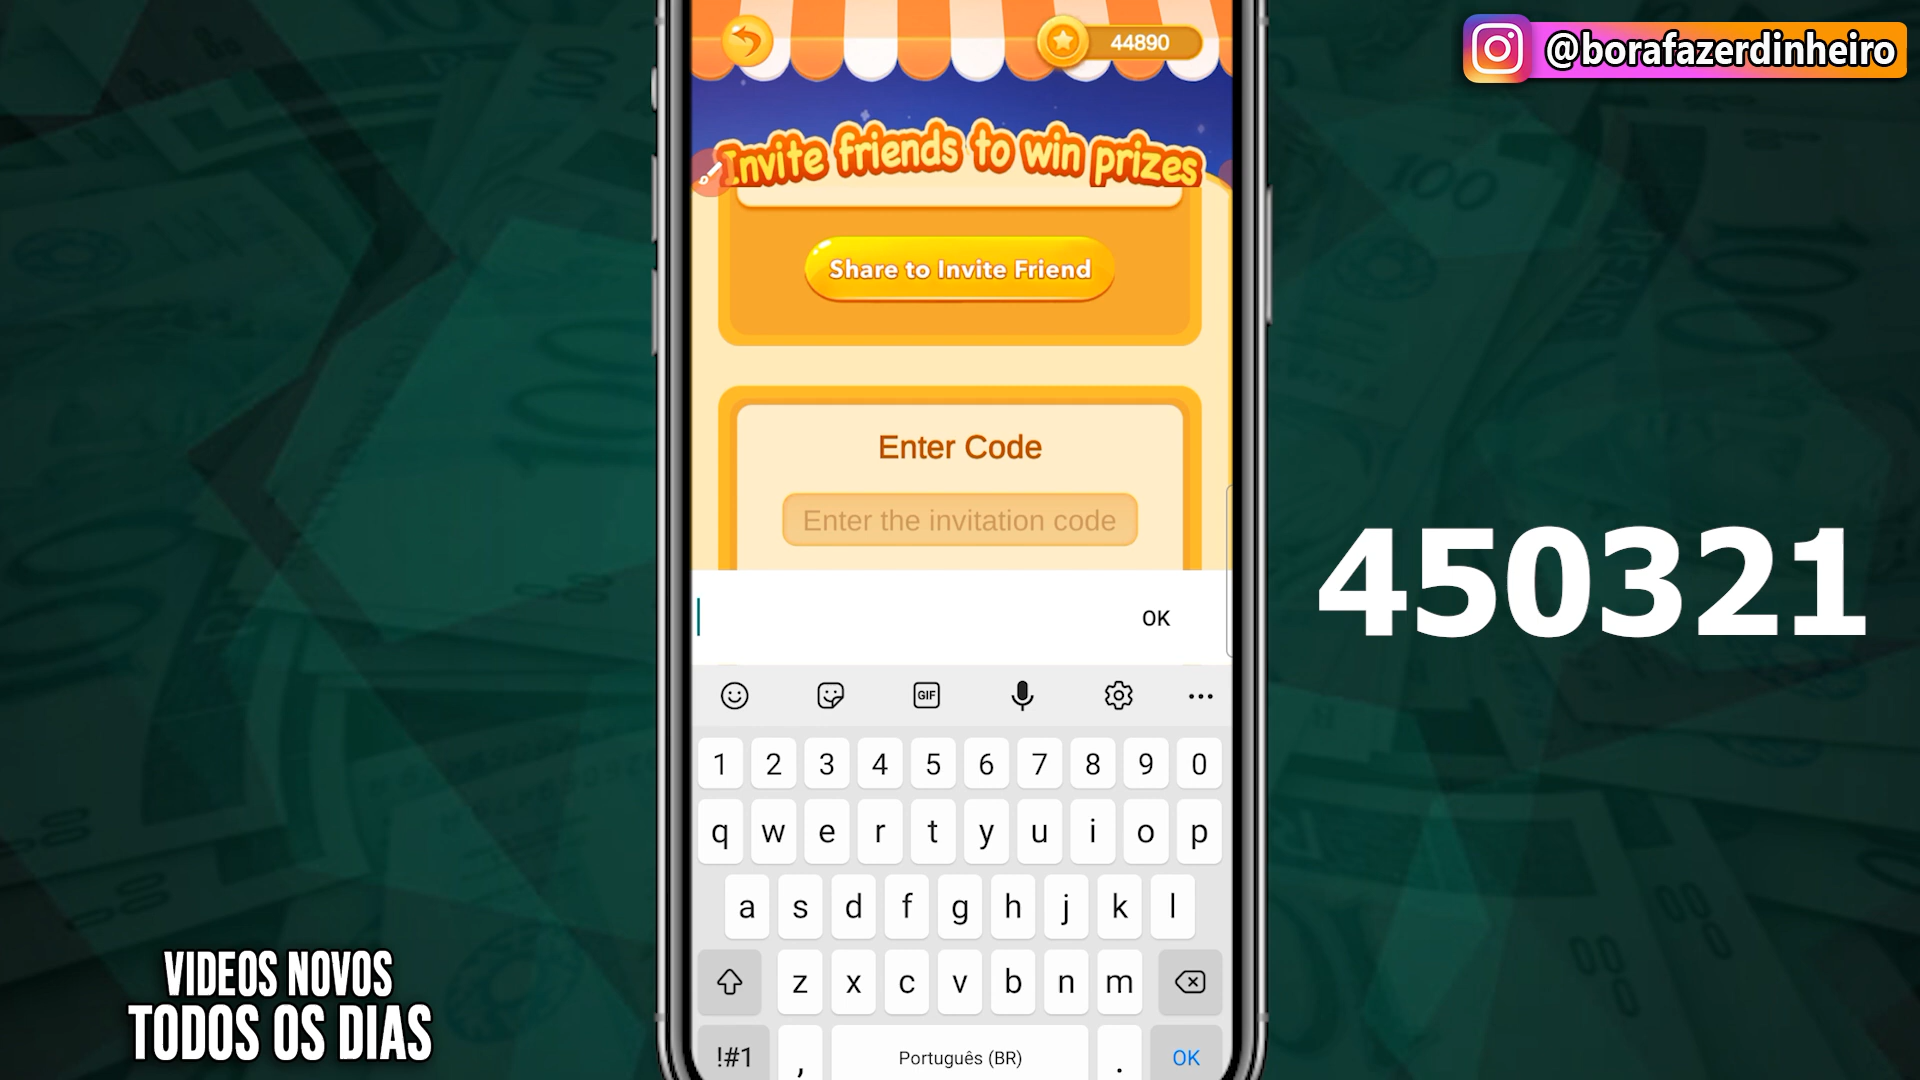 44890
@borafazerdinheiro
Invite friends to win prizes
Share to Invite Friend
Enter Code
Enter the invitation code
450321
OK
GIF
1 2 3 4 5 6 7 8 9 0
q w e r t y u i o p
a s d f g h j k l
z x c v b n m
!#1 , Português (BR) . OK
VIDEOS NOVOS
TODOS OS DIAS